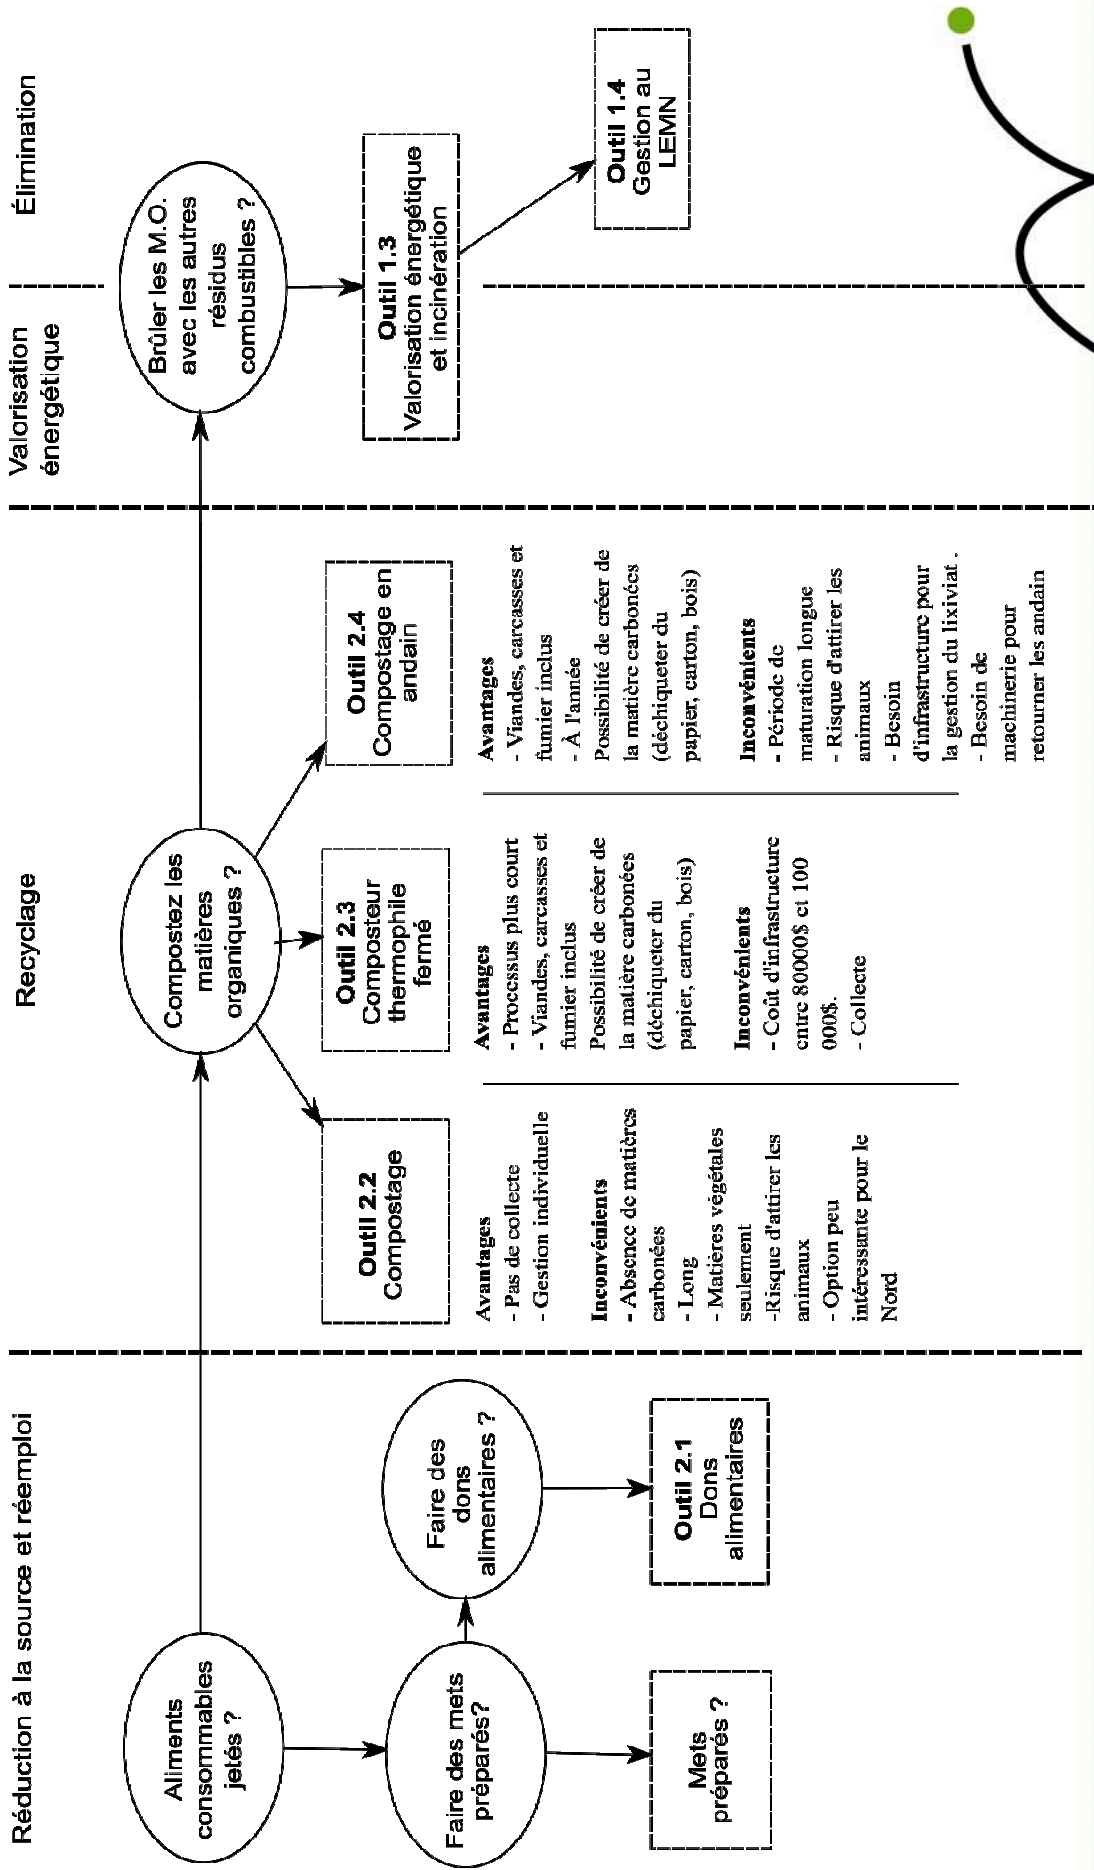 Réduction à la source et réemploi
Recyclage
Valorisation
énergétique
Élimination
Aliments
consommables
jetés ?
Compostez les
matières
organiques ?
Brûler les M.O.
avec les autres
résidus
combustibles ?
Faire des mets
préparés?
Faire des
dons
alimentaires ?
Mets
préparés ?
Outil 2.1
Dons
alimentaires
Outil 2.2
Compostage
Outil 2.3
Composteur
thermophile
fermé
Outil 2.4
Compostage en
andain
Outil 1.3
Valorisation énergétique
et incinération
Outil 1.4
Gestion au
LEMN
Avantages
- Pas de collecte
- Gestion individuelle
Inconvénients
- Absence de matières
carbonées
- Long
- Matières végétales
seulement
-Risque d'attirer les
animaux
- Option peu
intéressante pour le
Nord
Avantages
- Processus plus court
- Viandes, carcasses et
fumier inclus
Possibilité de créer de
la matière carbonées
(déchiqueter du
papier, carton, bois)
Inconvénients
- Coût d'infrastructure
entre 80000$ et 100
000$.
- Collecte
Avantages
- Viandes, carcasses et
fumier inclus
- À l'année
Possibilité de créer de
la matière carbonées
(déchiqueter du
papier, carton, bois)
Inconvénients
- Période de
maturation longue
- Risque d'attirer les
animaux
- Besoin
d'infrastructure pour
la gestion du lixiviat .
- Besoin de
machinerie pour
retourner les andain